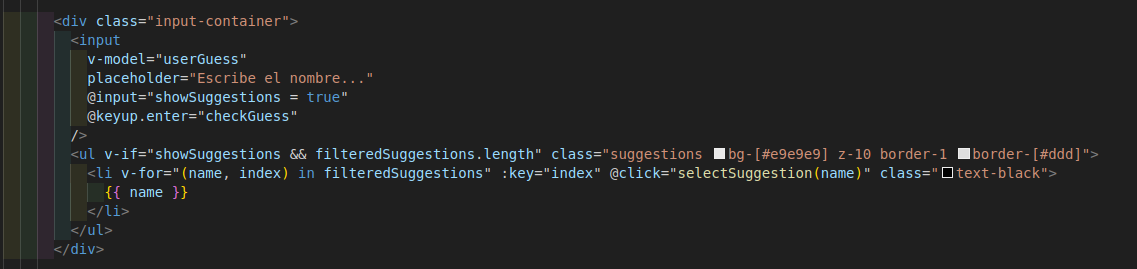 <div class="input-container">
<input
v-model="userGuess"
placeholder="Escribe el nombre..."
@input="showSuggestions = true"
@keyup.enter="checkGuess"
/>
<ul v-if="showSuggestions && filteredSuggestions.length" class="suggestions bg-[#e9e9e9] z-10 border-1 border-[#ddd]">
<li v-for="(name, index) in filteredSuggestions" :key="index" @click="selectSuggestion(name)" class="text-black">
{{ name }}
</li>
</ul>
</div>